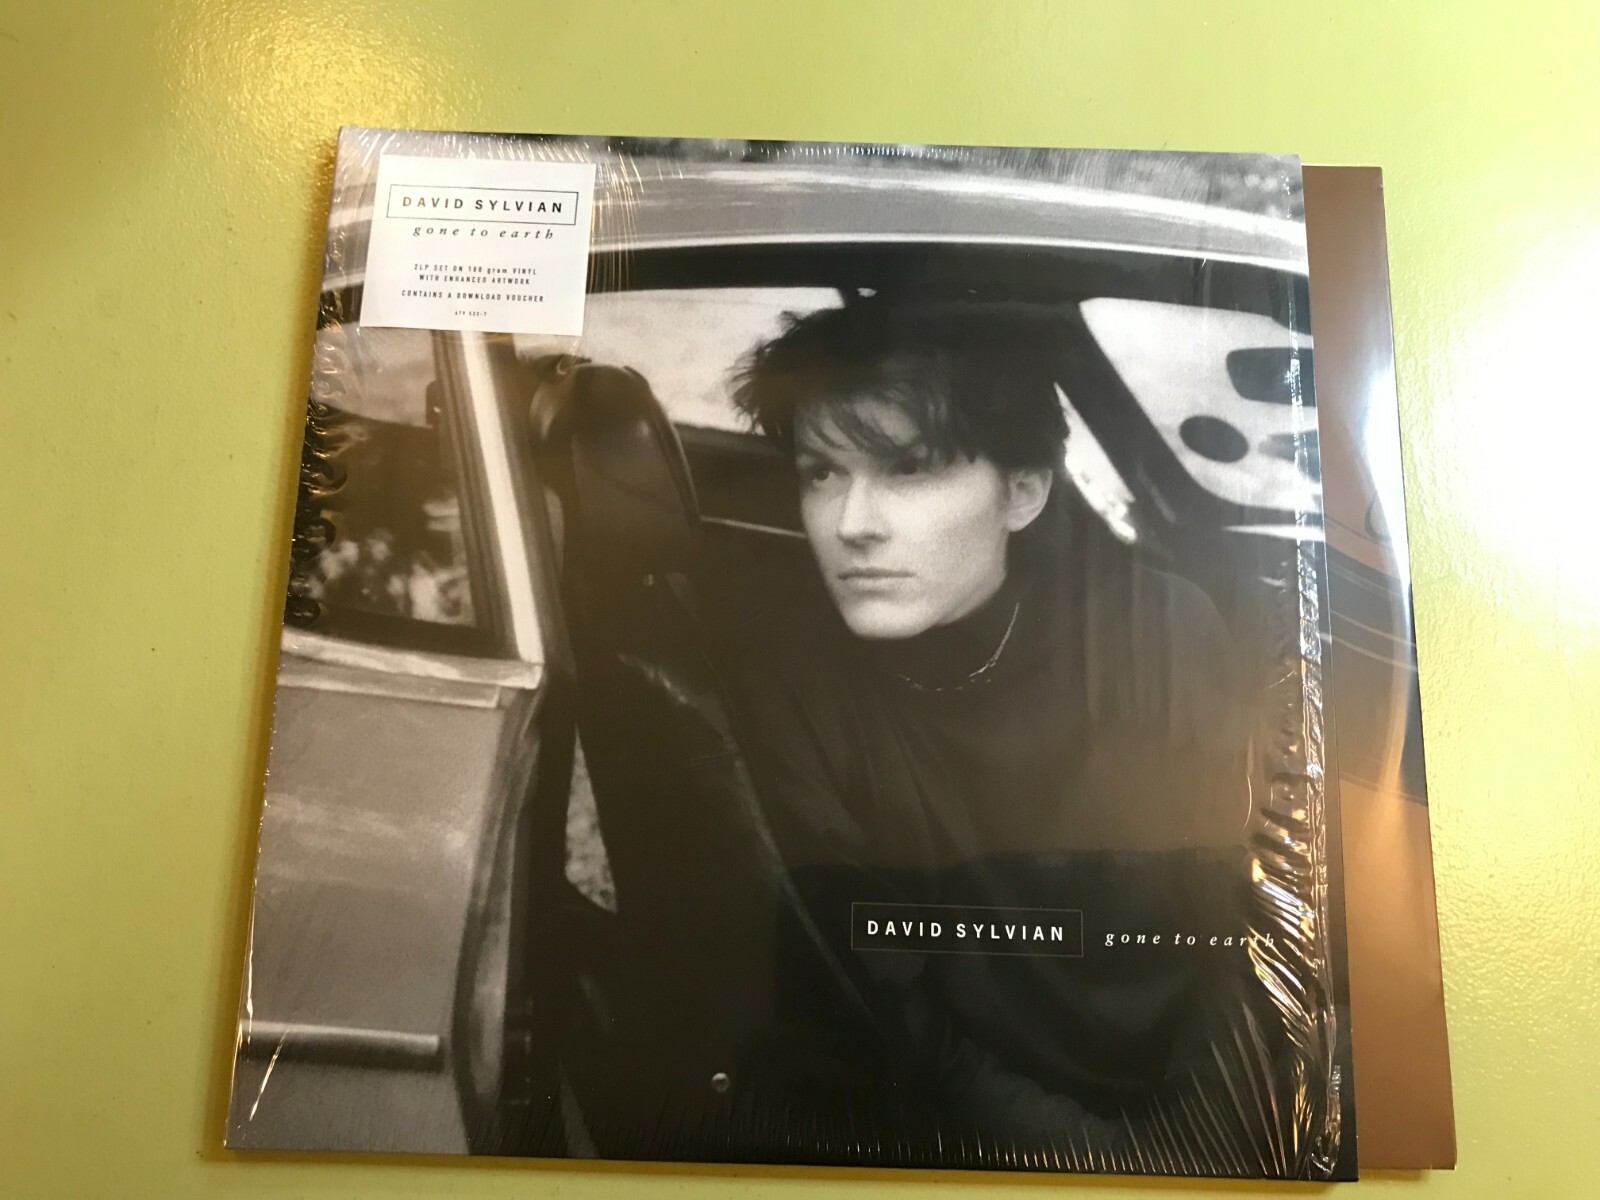 DAVID SYLVIAN
gone to earth
2LP SET ON 180 gram VINYL
WITH ENHANCED ARTWORK
CONTAINS A DOWNLOAD VOUCHER
DAVID SYLVIAN gone to earth